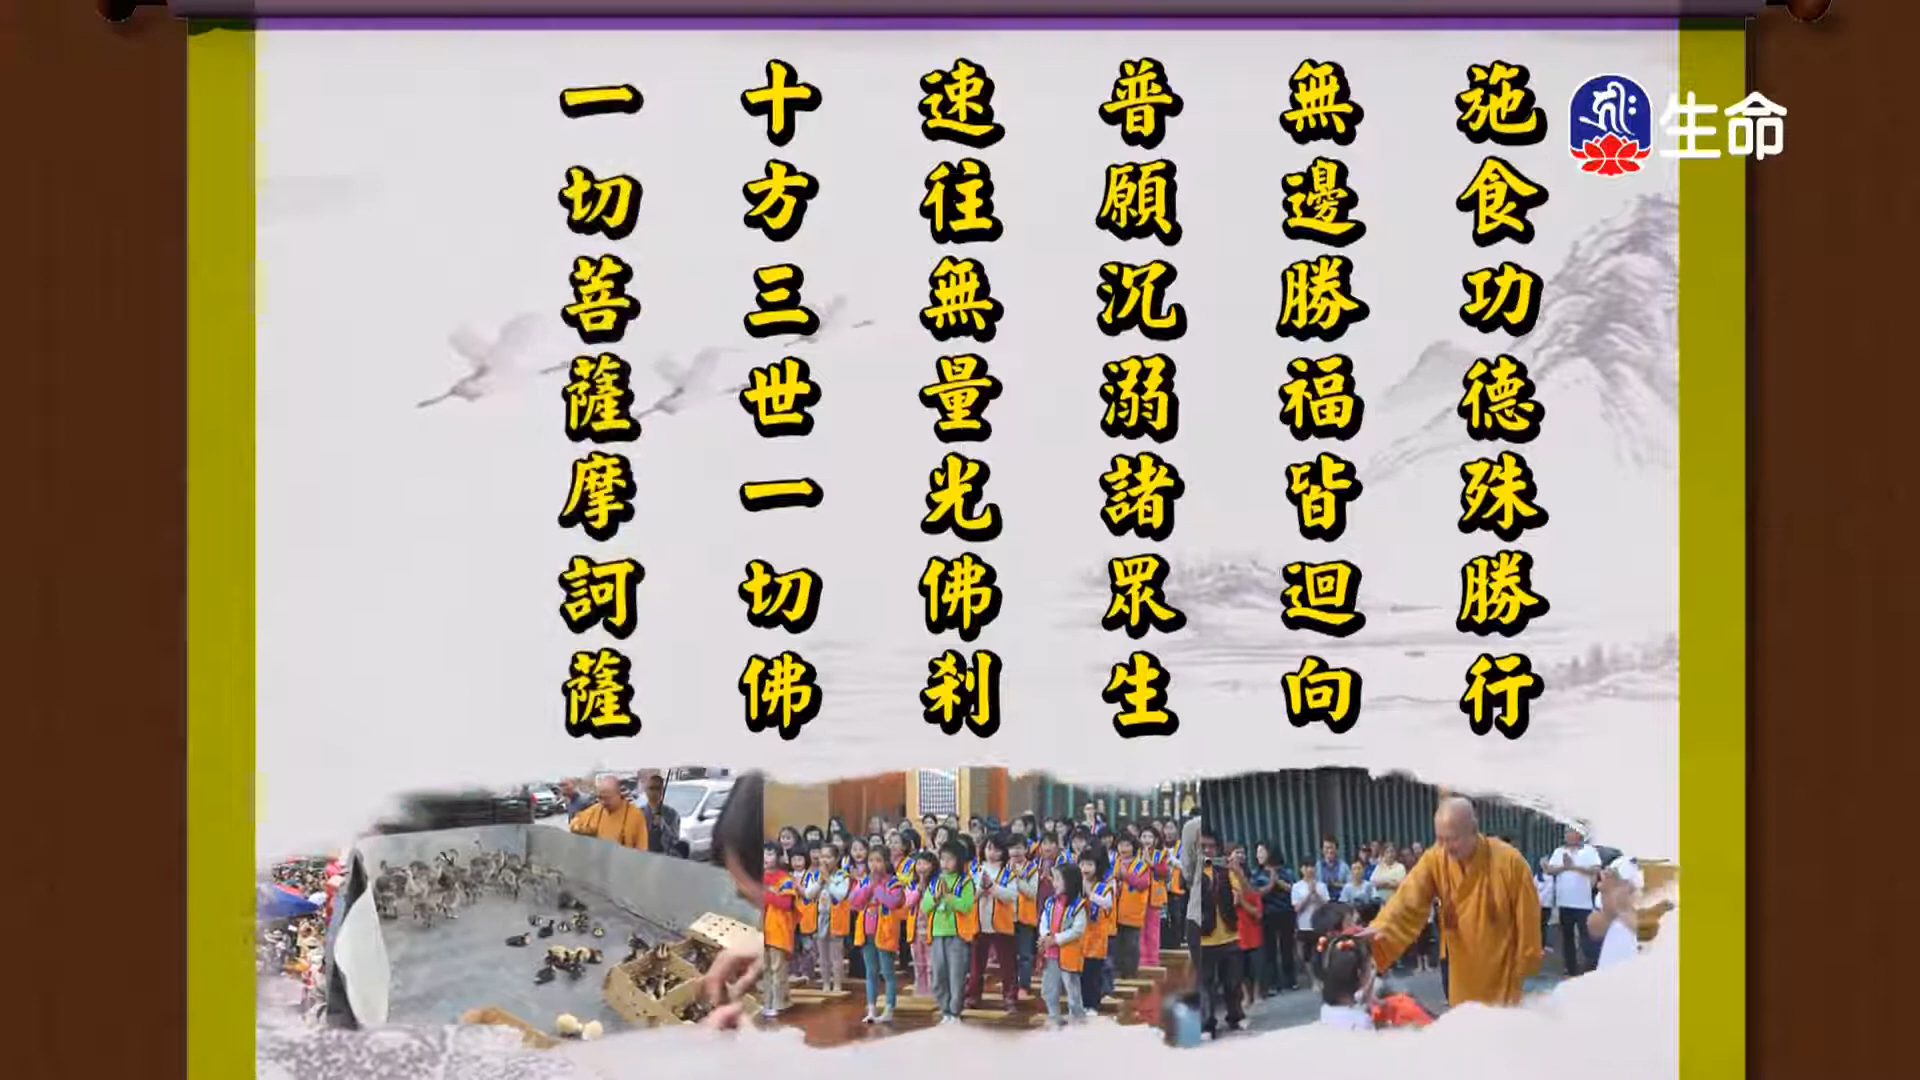 施食功德殊勝行
無邊勝福皆迴向
普願沉溺諸眾生
速往無量光佛剎
十方三世一切佛
一切菩薩摩訶薩
生命